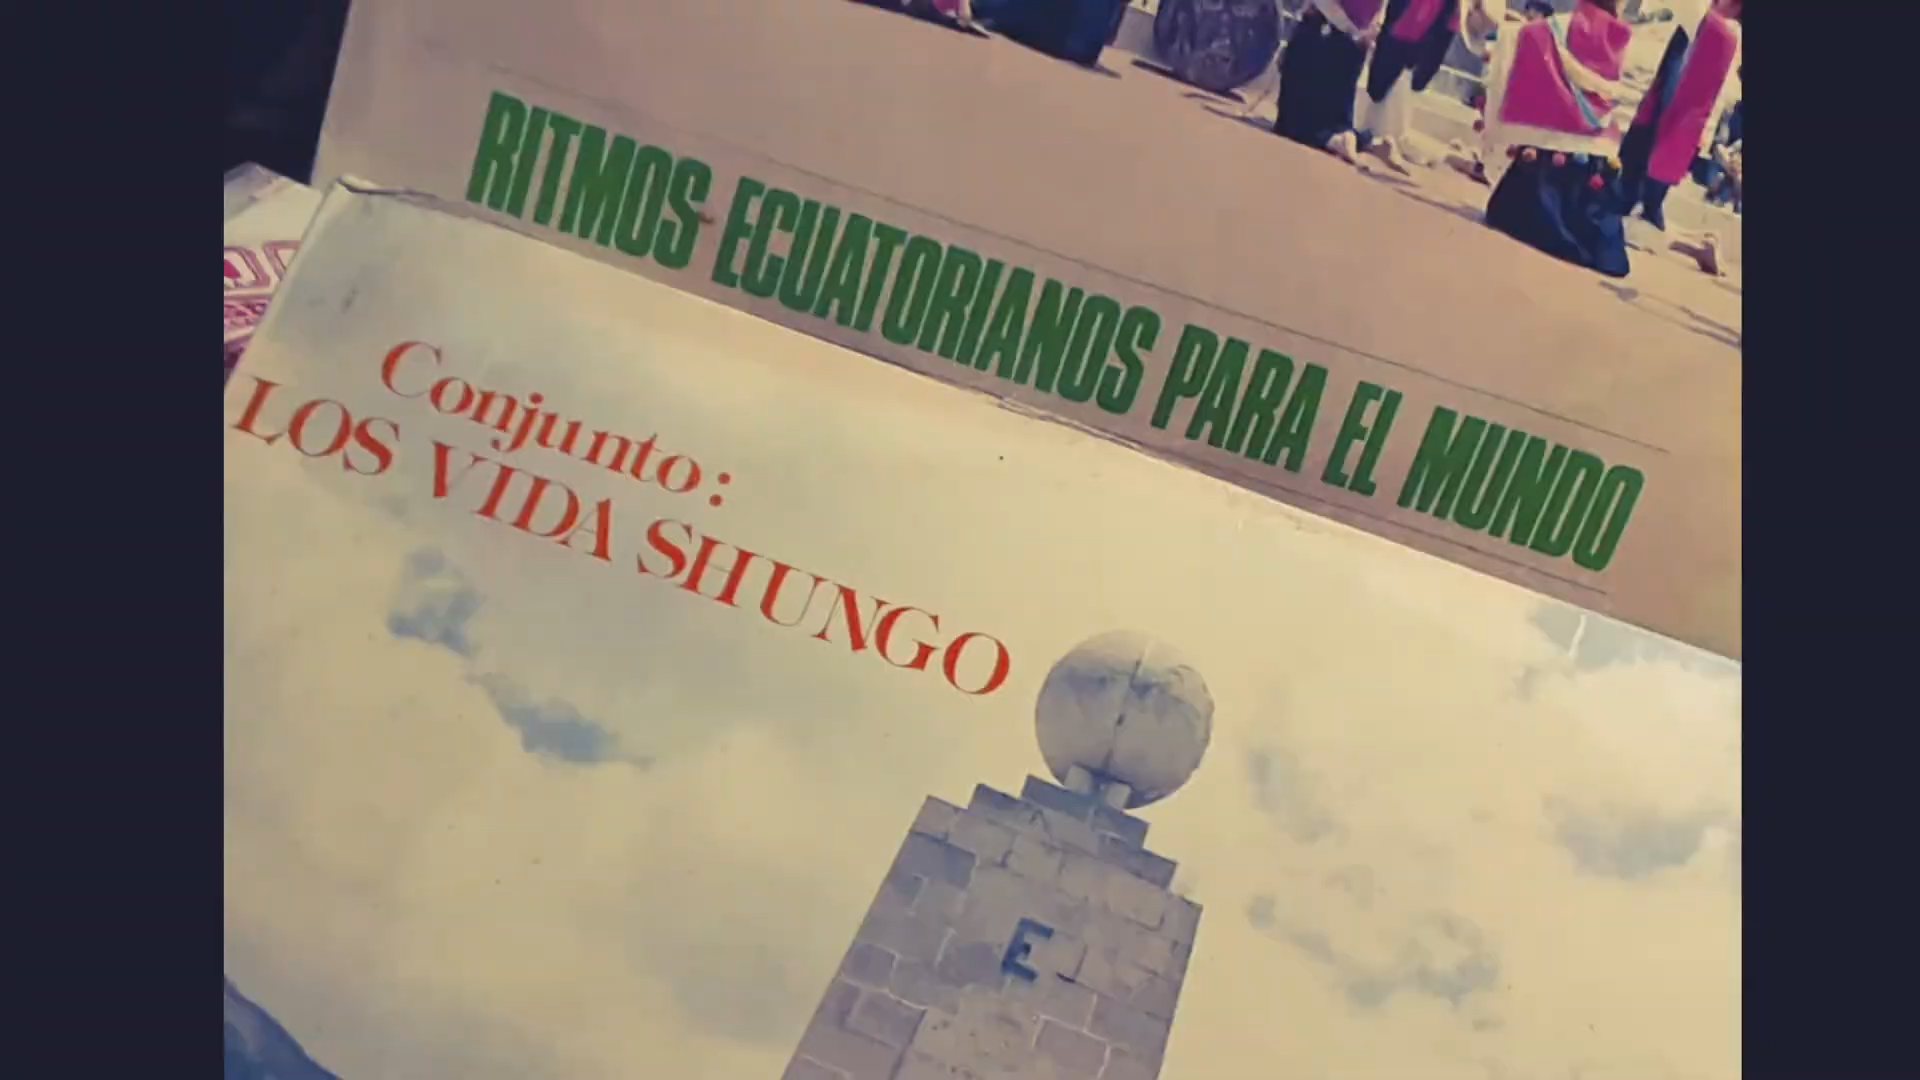 RITMOS ECUATORIANOS PARA EL MUNDO
Conjunto:
LOS VIDA SHUNGO
E